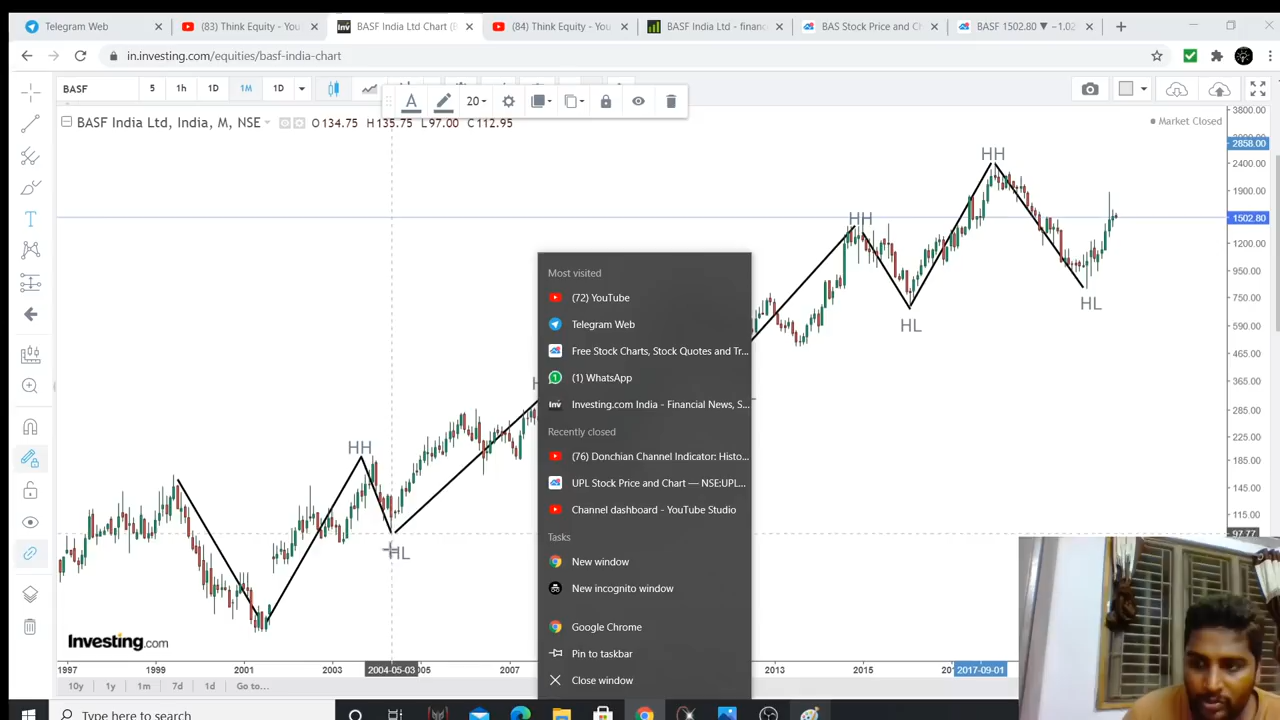 Telegram Web
(83) Think Equity - You
BASF India Ltd Chart (B
(84) Think Equity - You
BASF India Ltd - financ
BAS Stock Price and Ch
BASF 1502.80 ▼ −1.02
in.investing.com/equities/basf-india-chart
BASF
5
1h
1D
1M
1D
20
BASF India Ltd, India, M, NSE
O134.75 H135.75 L97.00 C112.95
Market Closed
3800.00
2858.00
2400.00
1900.00
1502.80
1200.00
950.00
750.00
590.00
465.00
365.00
285.00
225.00
185.00
145.00
115.00
97.77
HH
HH
HL
HL
HH
HL
Most visited
(72) YouTube
Telegram Web
Free Stock Charts, Stock Quotes and Tr...
(1) WhatsApp
Investing.com India - Financial News, S...
Recently closed
(76) Donchian Channel Indicator: Histo...
UPL Stock Price and Chart — NSE:UPL...
Channel dashboard - YouTube Studio
Tasks
New window
New incognito window
Google Chrome
Pin to taskbar
Close window
Investing.com
1997
1999
2001
2003
2004-05-03
2007
2013
2015
2017-09-01
10y
1y
1m
7d
1d
Go to...
Type here to search